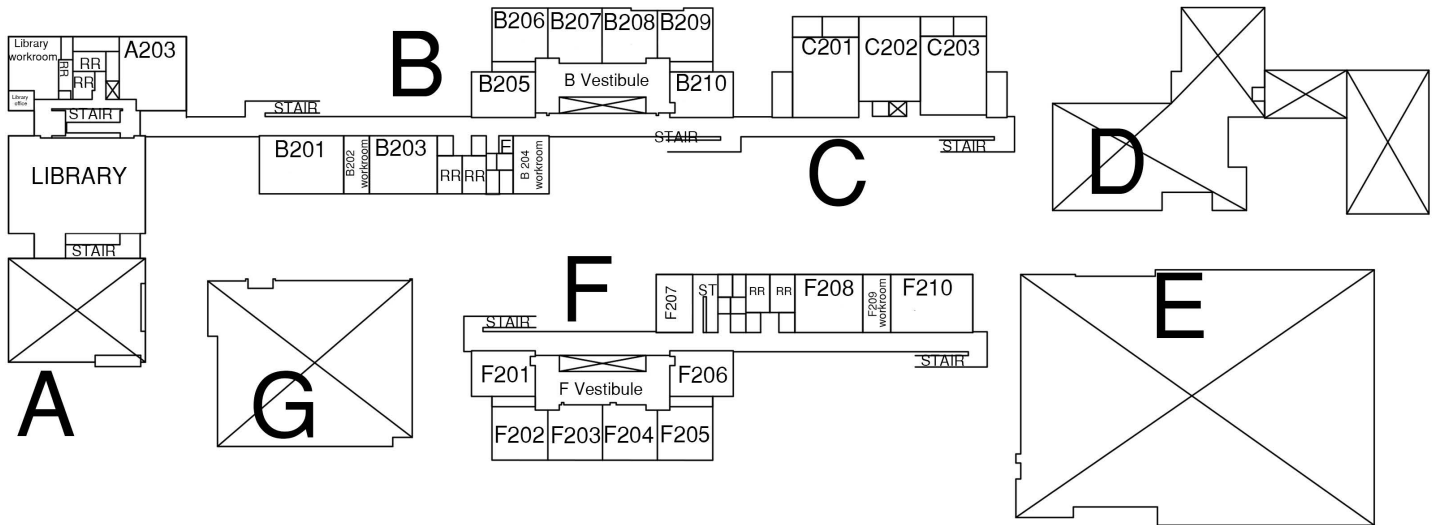 B206 B207 B208 B209
B
Library
workroom
RR
A203
RR
RR
Library
office
STAIR
B205
B Vestibule
B210
C201 C202 C203
STAIR
STAIR
STAIR
LIBRARY
B201
B202
workroom
B203
RR
RR
E
B 204
workroom
C
D
STAIR
A
G
F
F207
ST
RR
RR
F208
F209
workroom
F210
E
STAIR
STAIR
F201
F Vestibule
F206
F202 F203 F204 F205